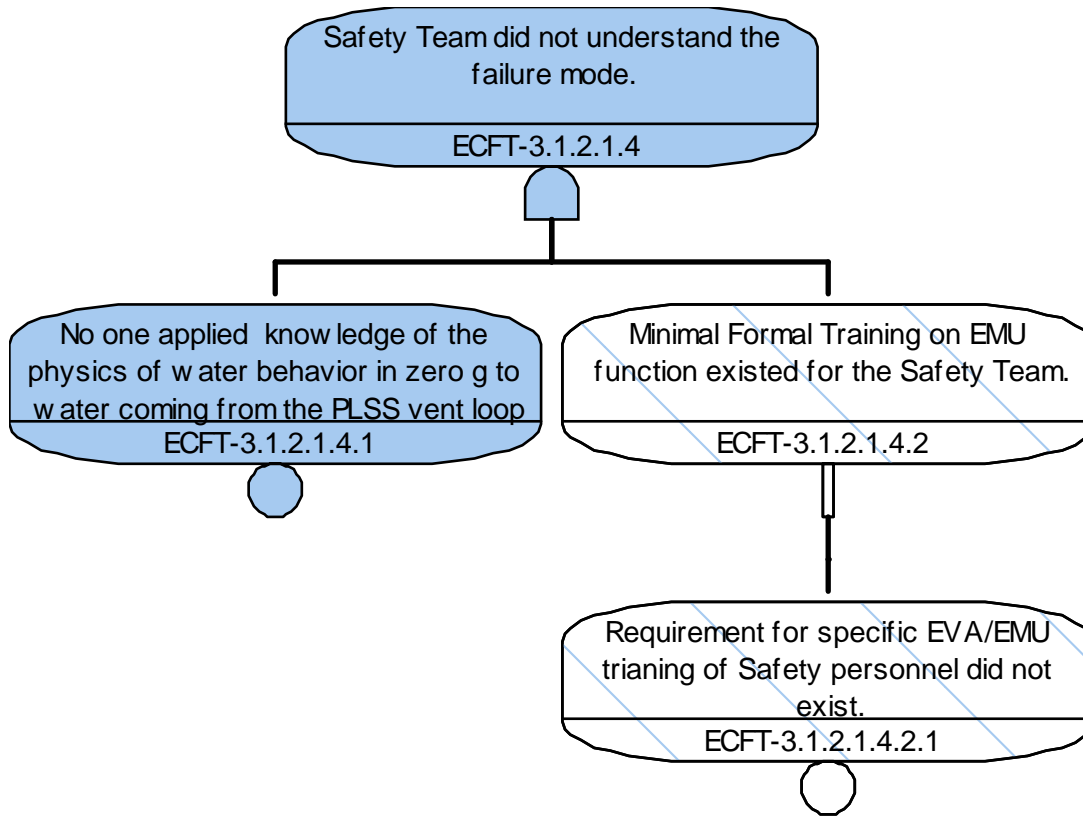 Safety Team did not understand the
failure mode.
ECFT-3.1.2.1.4
No one applied knowledge of the
physics of water behavior in zero g to
water coming from the PLSS vent loop
ECFT-3.1.2.1.4.1
Minimal Formal Training on EMU
function existed for the Safety Team.
ECFT-3.1.2.1.4.2
Requirement for specific EVA/EMU
trianing of Safety personnel did not
exist.
ECFT-3.1.2.1.4.2.1